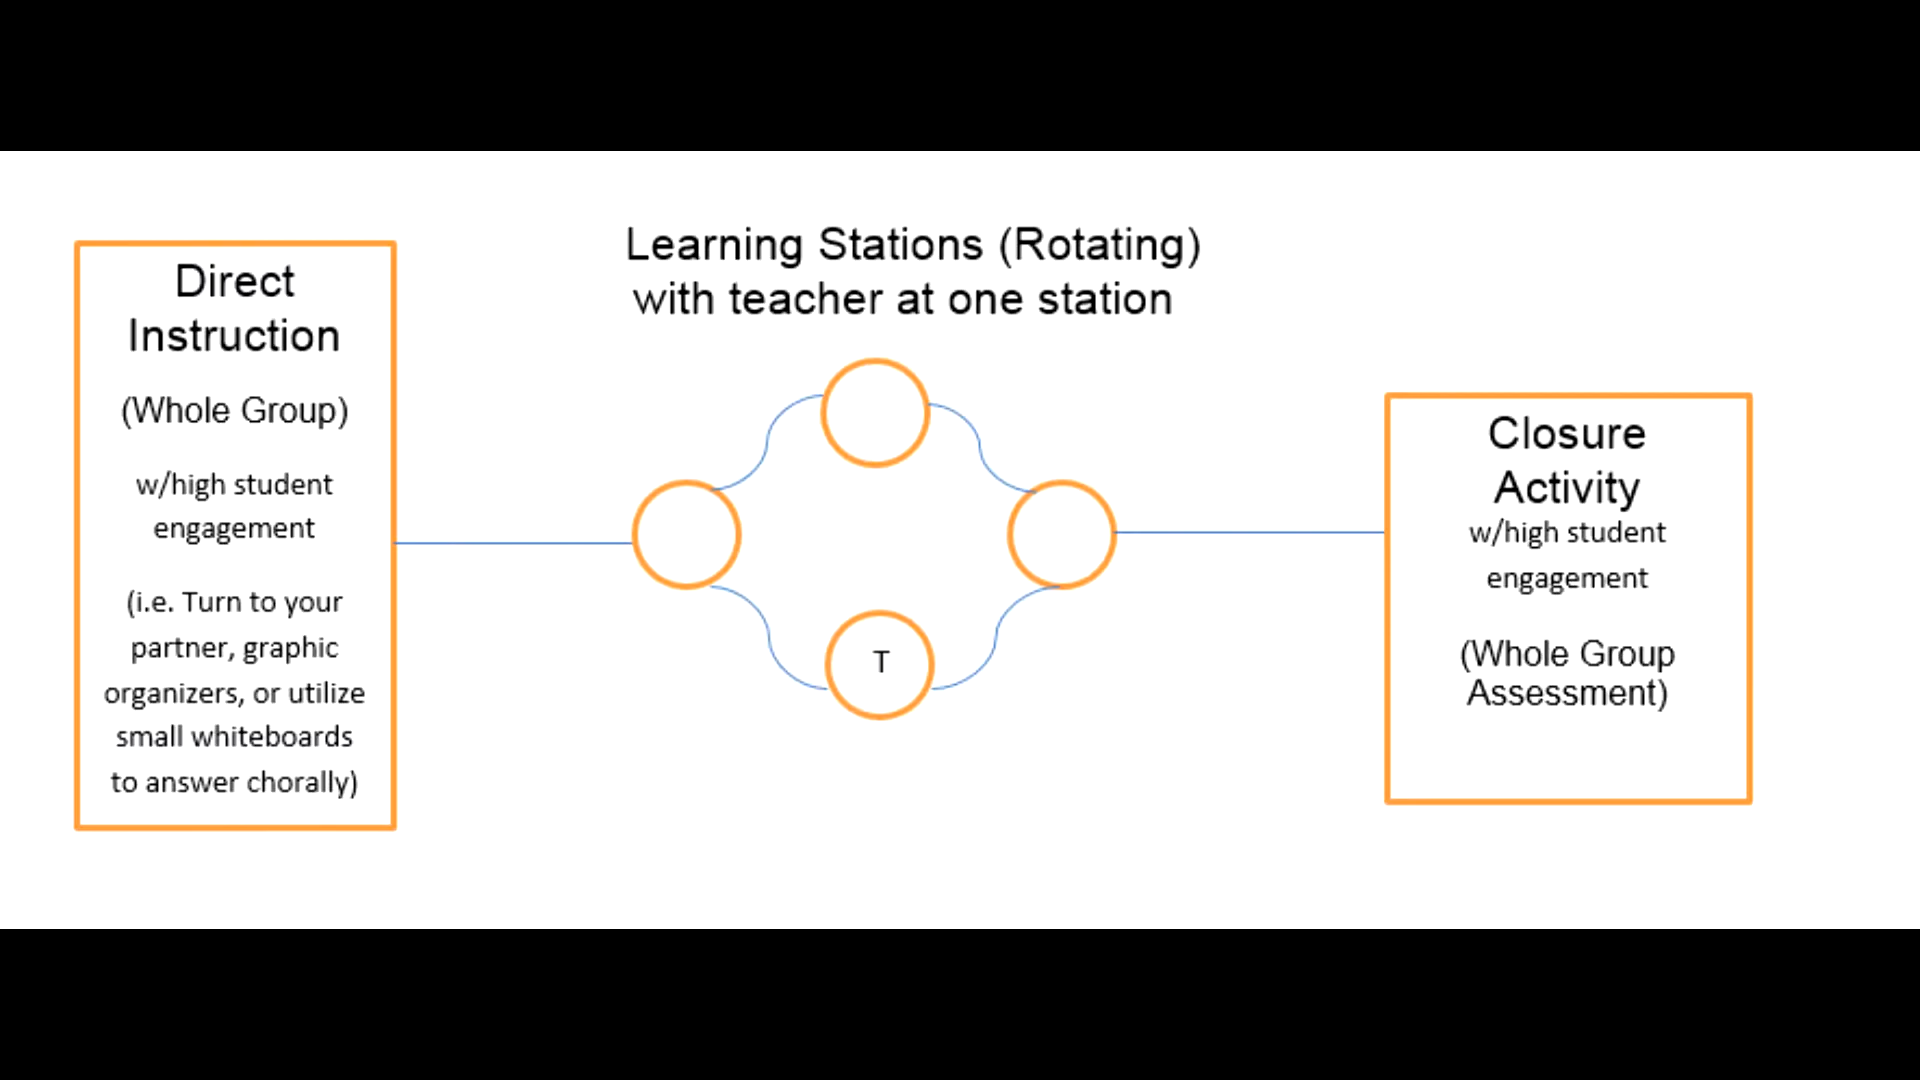 Direct
Instruction
(Whole Group)
w/high student
engagement
(i.e. Turn to your
partner, graphic
organizers, or utilize
small whiteboards
to answer chorally)
Learning Stations (Rotating)
with teacher at one station
T
Closure
Activity
w/high student
engagement
(Whole Group
Assessment)